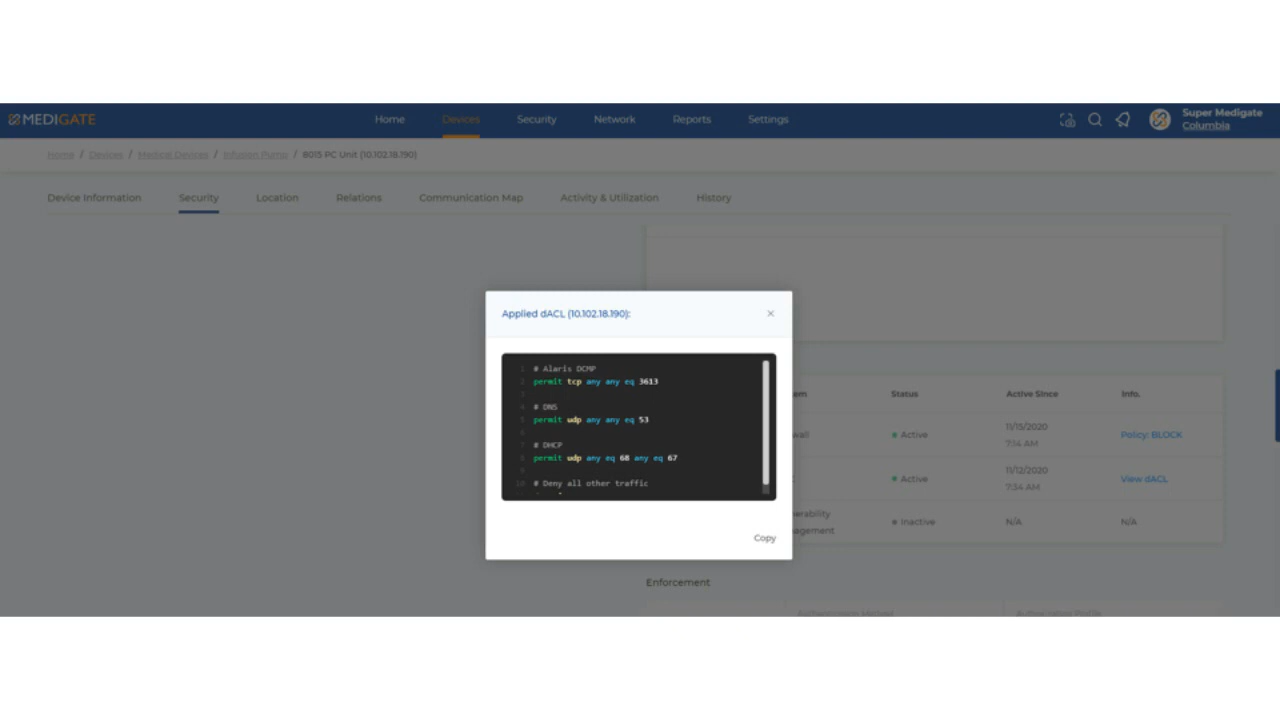 MEDIGATE
Home Devices Security Network Reports Settings
Super Medigate
Columbia
Home / Devices / Medical Devices / Infusion Pump / 8015 PC Unit (10.102.18.190)
Device Information Security Location Relations Communication Map Activity & Utilization History
Applied dACL (10.102.18.190): ×
1 # Alaris DCMP
2 permit tcp any any eq 3613
3
4 # DNS
5 permit udp any any eq 53
6
7 # DHCP
8 permit udp any eq 68 any eq 67
9
10 # Deny all other traffic
Copy
Status Active Since Info.
Active 11/15/2020 7:14 AM Policy: BLOCK
Active 11/12/2020 7:34 AM View dACL
Inactive N/A N/A
Enforcement
Authorization Profile